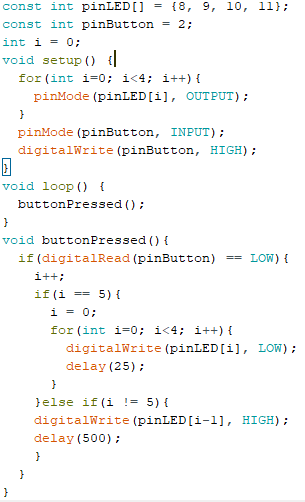 const int pinLED[] = {8, 9, 10, 11};
const int pinButton = 2;
int i = 0;
void setup() {
  for(int i=0; i<4; i++){
    pinMode(pinLED[i], OUTPUT);
  }
  pinMode(pinButton, INPUT);
  digitalWrite(pinButton, HIGH);
}
void loop() {
  buttonPressed();
}
void buttonPressed(){
  if(digitalRead(pinButton) == LOW){
    i++;
    if(i == 5){
      i = 0;
      for(int i=0; i<4; i++){
        digitalWrite(pinLED[i], LOW);
        delay(25);
      }
    }else if(i != 5){
    digitalWrite(pinLED[i-1], HIGH);
    delay(500);
    }
  }
}